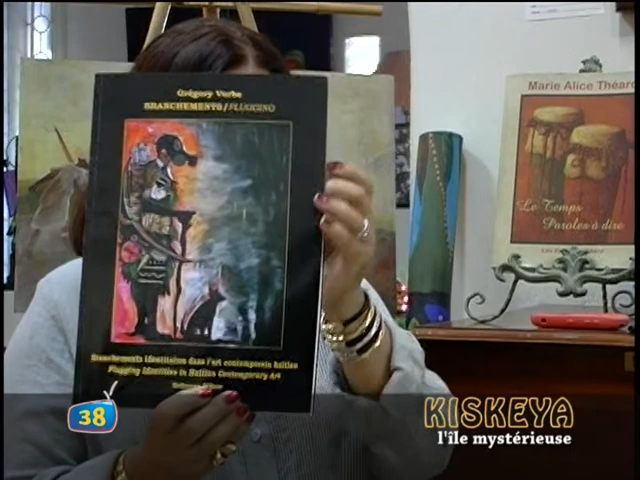 Grégory Vorbe
BRANCHEMENTS / PLUGGING
Branchements Identitaires dans l'art contemporain haïtien
Plugging Identities in Haitian Contemporary Art
Marie Alice Théard
Le Temps
Paroles à dire
38
KISKEYA
l'île mystérieuse